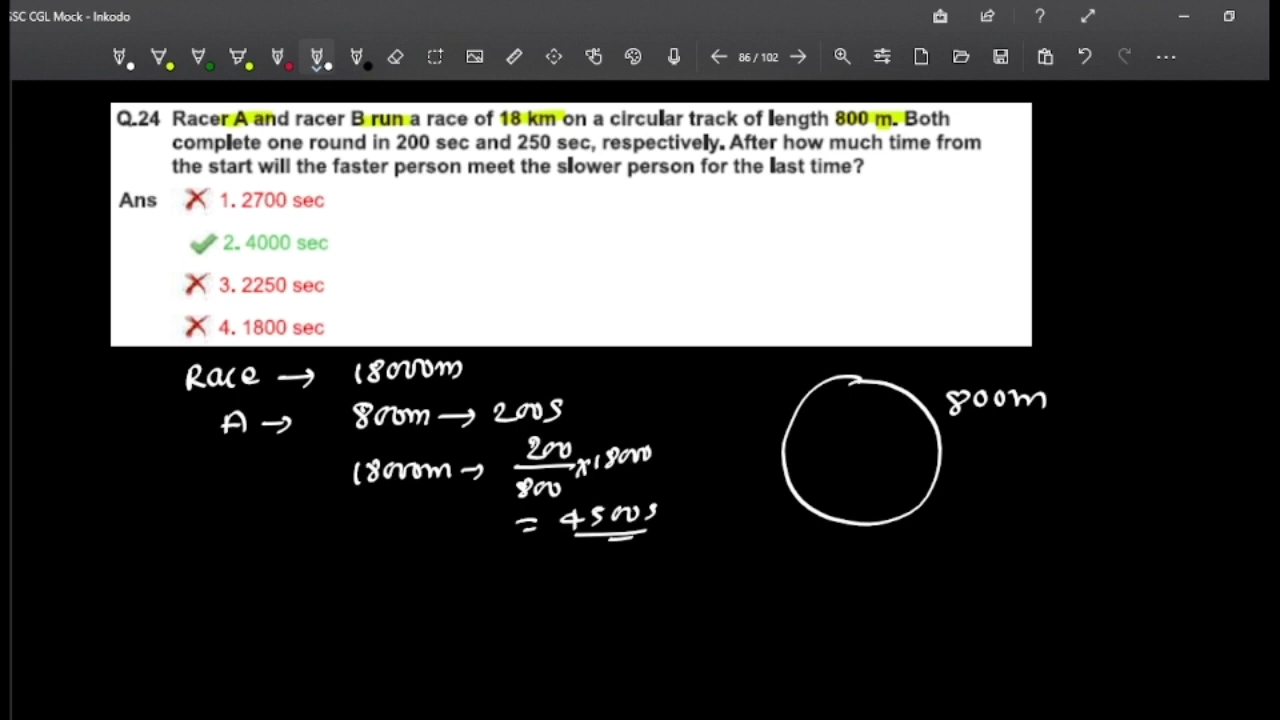 SSC CGL Mock - Inkodo
86 / 102
Q.24 Racer A and racer B run a race of 18 km on a circular track of length 800 m. Both
complete one round in 200 sec and 250 sec, respectively. After how much time from
the start will the faster person meet the slower person for the last time?
Ans 1. 2700 sec
2. 4000 sec
3. 2250 sec
4. 1800 sec
Race → 18000m
800m
A → 800m → 200s
18000m → 200/800 × 18000
= 4500s